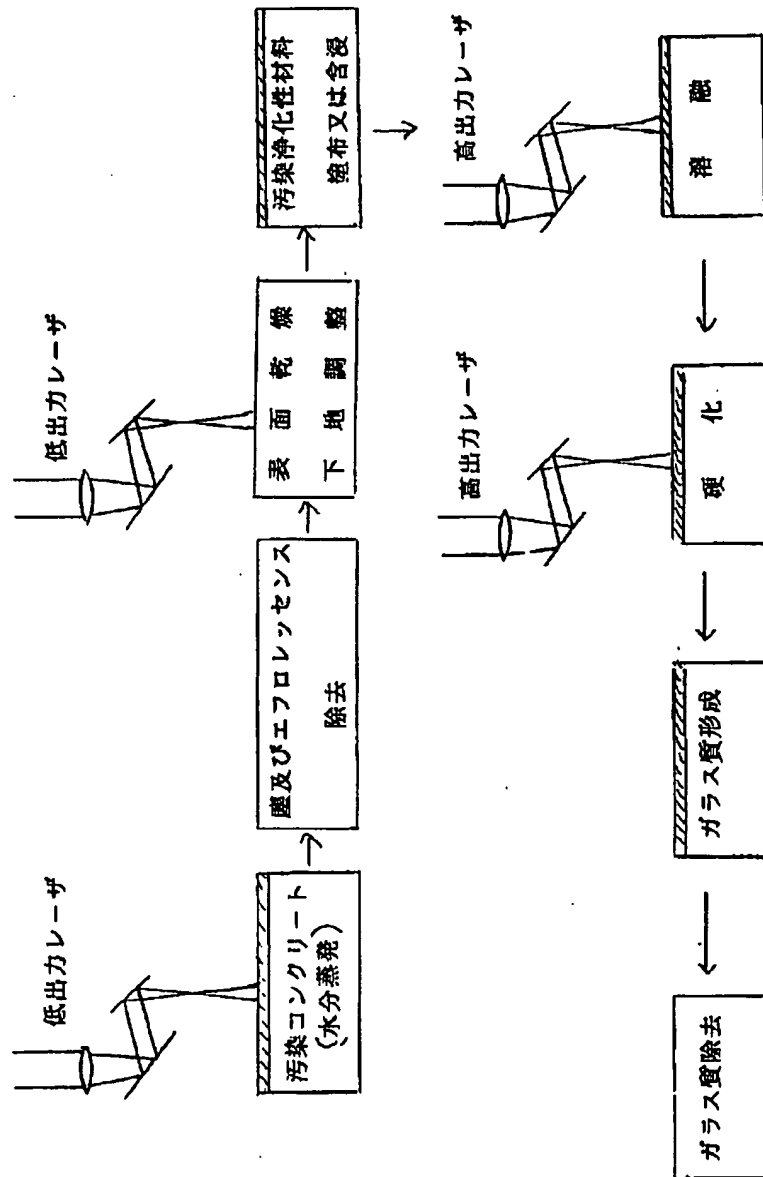 低出力レーザ
汚染コンクリート
(水分蒸発)
塵及びエフロレッセンス
除去
低出力レーザ
表面乾燥
下地調整
汚染浄化性材料
塗布又は含浸
高出力レーザ
溶融
高出力レーザ
硬化
ガラス質形成
ガラス質除去